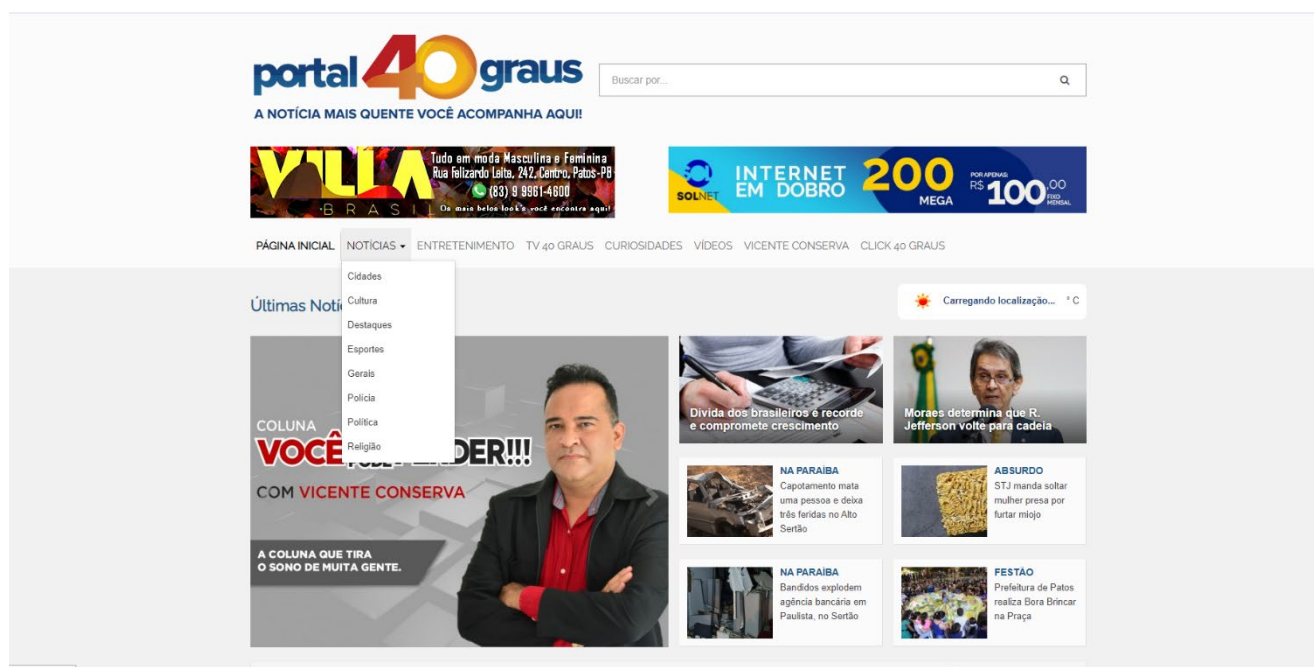 portal 40 graus
A NOTÍCIA MAIS QUENTE VOCÊ ACOMPANHA AQUI!
Buscar por...
VILLA
BRASIL
Tudo em moda Masculina e Feminina
Rua Felizardo Leite, 242, Centro, Patos-PB
(83) 9 9961-4600
Os mais belos look's você encontra aqui!
SOLNET
INTERNET
EM DOBRO
200
MEGA
POR APENAS
R$ 100,00
FIXO
MENSAL
PÁGINA INICIAL NOTÍCIAS ENTRETENIMENTO TV 40 GRAUS CURIOSIDADES VÍDEOS VICENTE CONSERVA CLICK 40 GRAUS
Cidades
Cultura
Destaques
Esportes
Gerais
Polícia
Política
Religião
Últimas Notí
Carregando localização... ° C
COLUNA
VOCÊ DER!!!
COM VICENTE CONSERVA
A COLUNA QUE TIRA
O SONO DE MUITA GENTE.
Dívida dos brasileiros é recorde
e compromete crescimento
Moraes determina que R.
Jefferson volte para cadeia
NA PARAÍBA
Capotamento mata
uma pessoa e deixa
três feridas no Alto
Sertão
ABSURDO
STJ manda soltar
mulher presa por
furtar miojo
NA PARAÍBA
Bandidos explodem
agência bancária em
Paulista, no Sertão
FESTÃO
Prefeitura de Patos
realiza Bora Brincar
na Praça